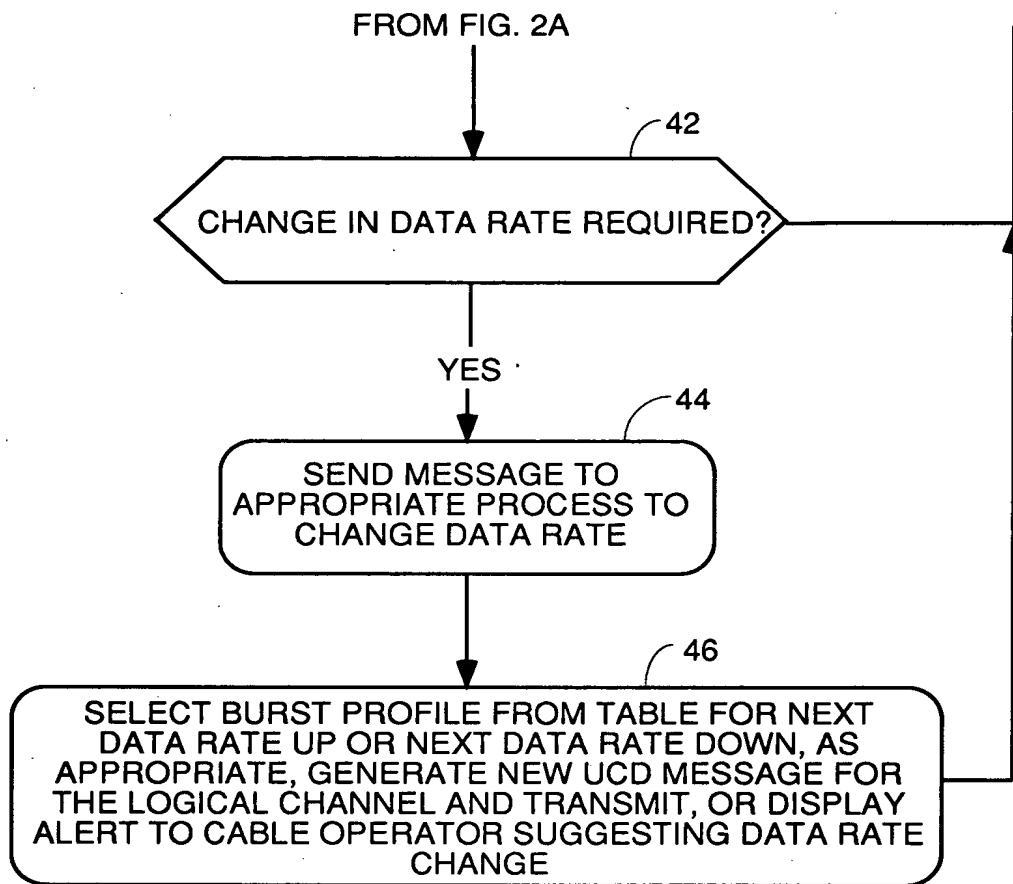 FROM FIG. 2A
42
CHANGE IN DATA RATE REQUIRED?
YES
44
SEND MESSAGE TO
APPROPRIATE PROCESS TO
CHANGE DATA RATE
46
SELECT BURST PROFILE FROM TABLE FOR NEXT
DATA RATE UP OR NEXT DATA RATE DOWN, AS
APPROPRIATE, GENERATE NEW UCD MESSAGE FOR
THE LOGICAL CHANNEL AND TRANSMIT, OR DISPLAY
ALERT TO CABLE OPERATOR SUGGESTING DATA RATE
CHANGE